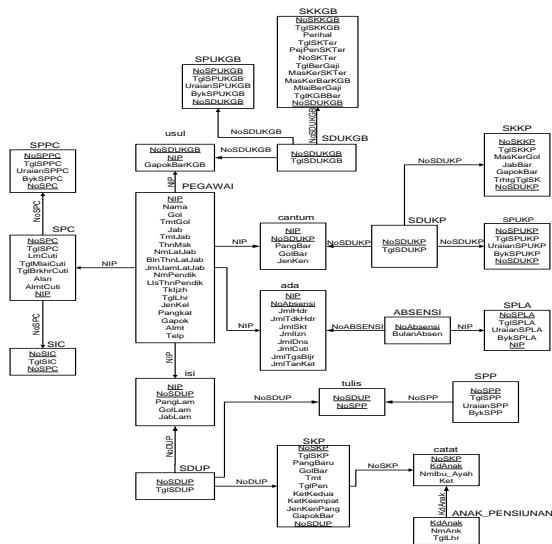 SKKGB
NoSKKGB
TglSKKGB
Perihal
TglSKTer
PejPenSKTer
NoSKTer
TglBerGaji
MasKerSKTer
MasKerBarKGB
MlaiBerGaji
TglKGBBer
NoSDUKGB
SPUKGB
NoSPUKGB
TglSPUKGB
UraianSPUKGB
BykSPUKGB
NoSDUKGB
NoSDUKGB
NoSDUKGB
usul
NoSDUKGB
NIP
GapokBarKGB
NoSDUKGB
SDUKGB
NoSDUKGB
TglSDUKGB
SPPC
NoSPPC
TglSPPC
UraianSPPC
BykSPPC
NoSPC
NoSPC
SPC
NoSPC
TglSPC
LmCuti
TglMlaiCuti
TglBrkhrCuti
Alsn
AlmtCuti
NIP
NoSPC
SIC
NoSIC
TglSIC
NoSPC
NIP
NIP
PEGAWAI
NIP
Nama
Gol
TmtGol
Jab
TmtJab
ThnMsk
NmLatJab
BlnThnLatJab
JmlJamLatJab
NmPendik
LlsThnPendik
TkIjzh
TglLhr
JenKel
Pangkat
Gapok
Almt
Telp
NIP
cantum
NIP
NoSDUKP
PangBar
GolBar
JenKen
NoSDUKP
SDUKP
NoSDUKP
TglSDUKP
NoSDUKP
SKKP
NoSKKP
TglSKKP
MasKerGol
JabBar
GapokBar
TrhtgTglSK
NoSDUKP
NoSDUKP
SPUKP
NoSPUKP
TglSPUKP
UraianSPUKP
BykSPUKP
NoSDUKP
NIP
ada
NIP
NoAbsensi
JmlHdr
JmlTdkHdr
JmlSkt
JmlIzn
JmlDns
JmlCuti
JmlTgsBljr
JmlTanKet
NoABSENSI
ABSENSI
NoAbsensi
BulanAbsen
NIP
SPLA
NoSPLA
TglSPLA
UraianSPLA
BykSPLA
NIP
NIP
isi
NIP
NoSDUP
PangLam
GolLam
JabLam
NoDUP
SDUP
NoSDUP
TglSDUP
NoSDUP
tulis
NoSDUP
NoSPP
NoSPP
SPP
NoSPP
TglSPP
UraianSPP
BykSPP
NoDUP
SKP
NoSKP
TglSKP
PangBaru
GolBar
Tmt
TglPen
KetKedua
KetKeempat
JenKenPang
GapokBar
NoSDUP
NoSKP
catat
NoSKP
KdAnak
NmIbu_Ayah
Ket
KdAnak
ANAK_PENSIUNAN
KdAnak
NmAnk
TglLhr